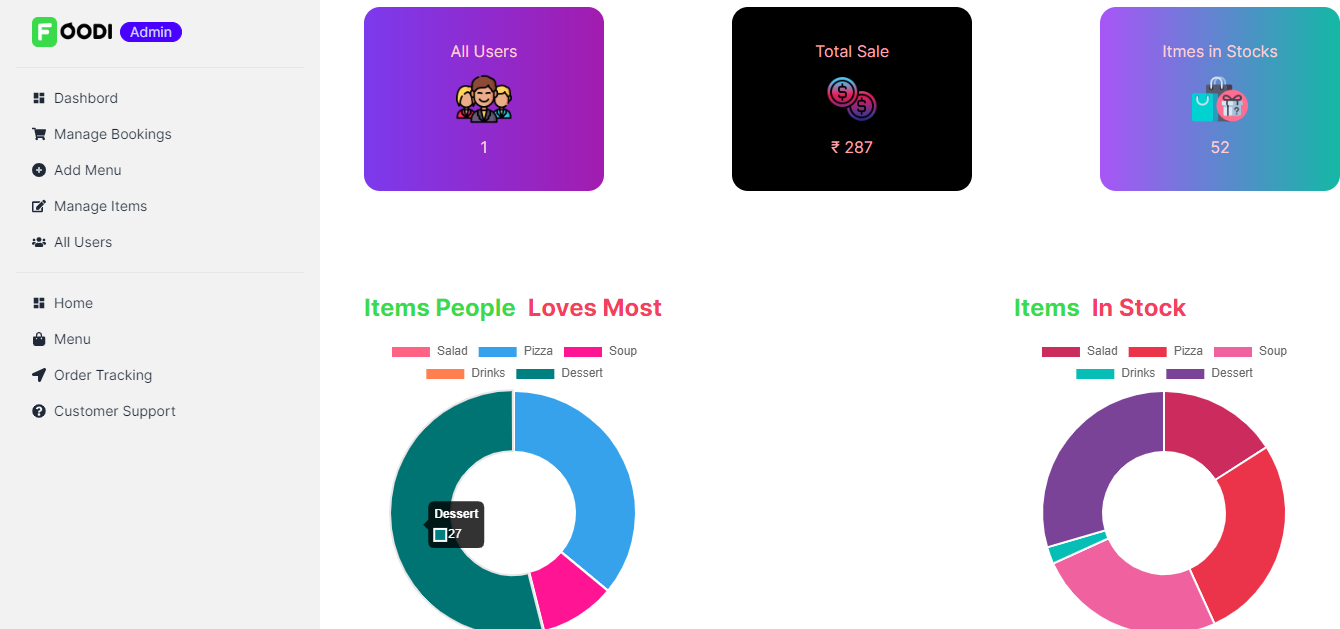 FOODI Admin
Dashbord
Manage Bookings
Add Menu
Manage Items
All Users
Home
Menu
Order Tracking
Customer Support
All Users
1
Total Sale
₹ 287
Itmes in Stocks
52
Items People Loves Most
Salad Pizza Soup
Drinks Dessert
Dessert
27
Items In Stock
Salad Pizza Soup
Drinks Dessert